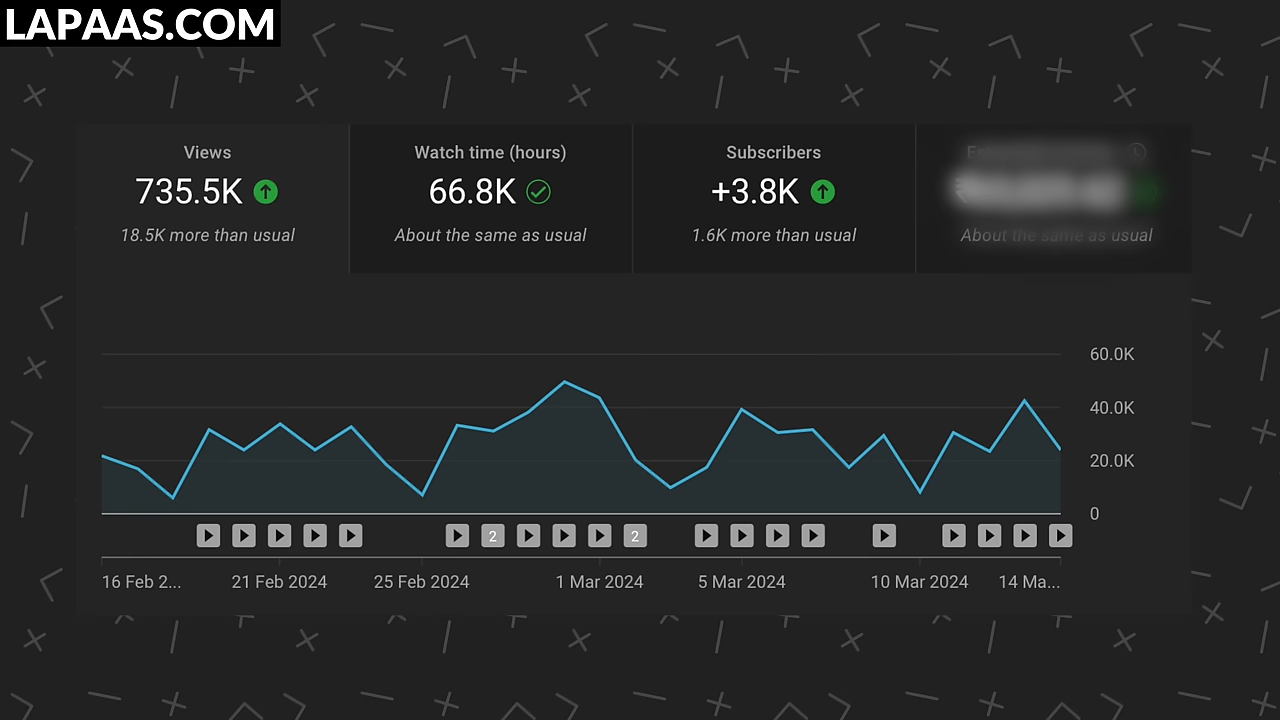 LAPAAS.COM
Views
735.5K
18.5K more than usual
Watch time (hours)
66.8K
About the same as usual
Subscribers
+3.8K
1.6K more than usual
About the same as usual
60.0K
40.0K
20.0K
0
2
2
16 Feb 2...
21 Feb 2024
25 Feb 2024
1 Mar 2024
5 Mar 2024
10 Mar 2024
14 Ma...